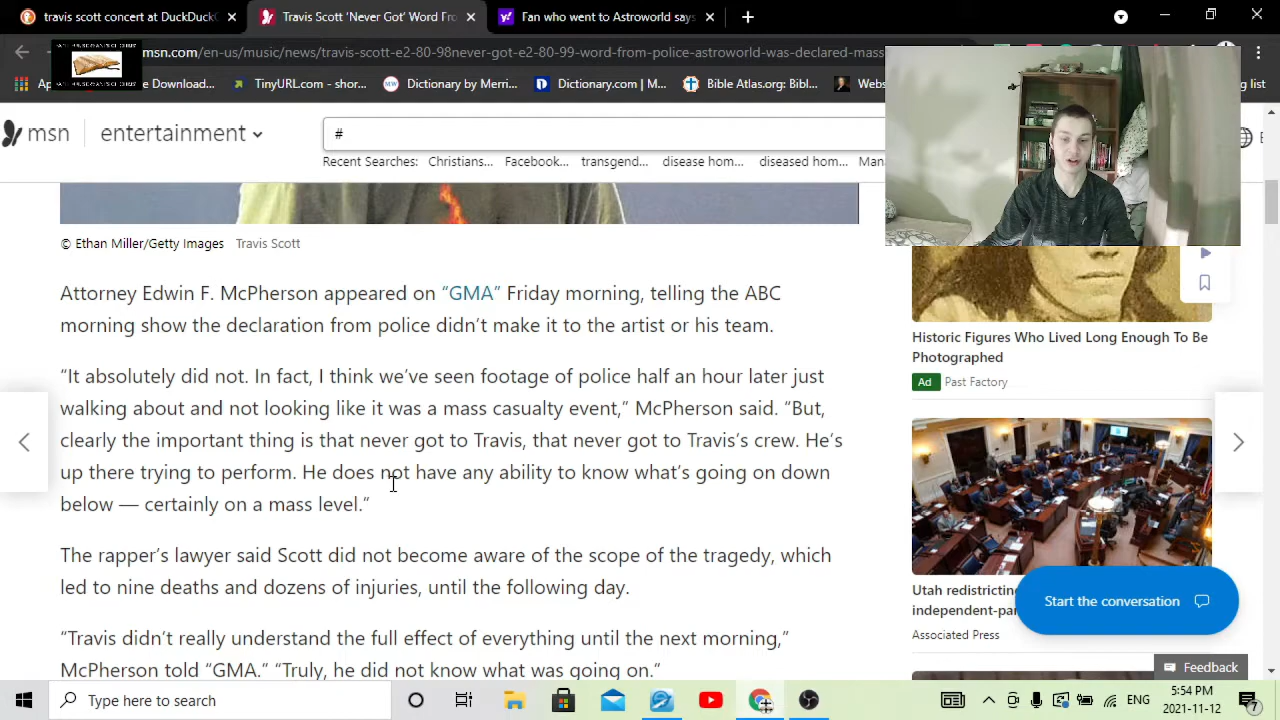 travis scott concert at DuckDuckG
Travis Scott 'Never Got' Word Fro
Fan who went to Astroworld says
msn.com/en-us/music/news/travis-scott-e2-80-98never-got-e2-80-99-word-from-police-astroworld-w
Download...
TinyURL.com - shor...
Dictionary by Merri...
Dictionary.com | M...
Bible Astrology Bib...
ng list
msn
entertainment
#
Recent Searches: Christians... Facebook... transgend... disease hom... diseased hom... Man
© Ethan Miller/Getty Images Travis Scott
Attorney Edwin F. McPherson appeared on “GMA” Friday morning, telling the ABC
morning show the declaration from police didn’t make it to the artist or his team.
“It absolutely did not. In fact, I think we’ve seen footage of police half an hour later just
walking about and not looking like it was a mass casualty event,” McPherson said. “But,
clearly the important thing is that never got to Travis, that never got to Travis’s crew. He’s
up there trying to perform. He does not have any ability to know what’s going on down
below — certainly on a mass level.”
The rapper’s lawyer said Scott did not become aware of the scope of the tragedy, which
led to nine deaths and dozens of injuries, until the following day.
“Travis didn’t really understand the full effect of everything until the next morning,”
McPherson told “GMA.” “Truly, he did not know what was going on.”
Historic Figures Who Lived Long Enough To Be
Photographed
Ad Past Factory
Utah redistricting
independent-par
Associated Press
Start the conversation
Feedback
Type here to search
ENG
5:54 PM
2021-11-12
7